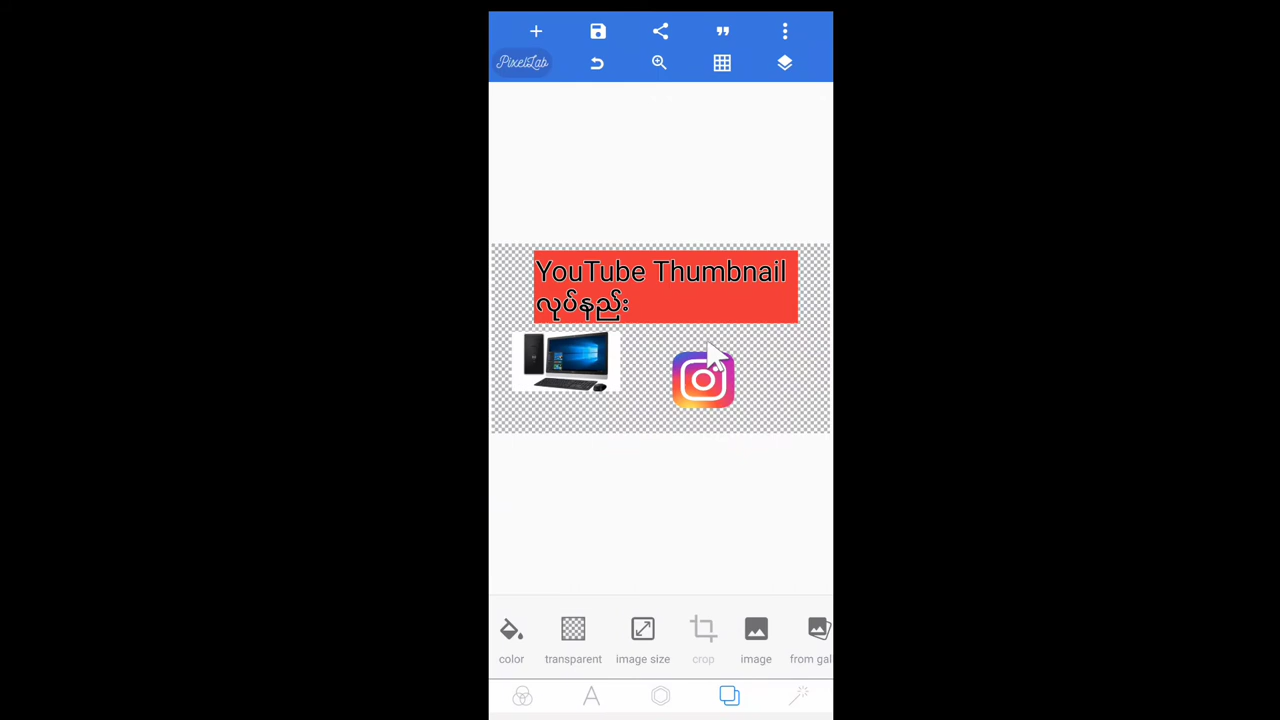 PixelLab
YouTube Thumbnail
လုပ်နည်း
color
transparent
image size
crop
image
from gal